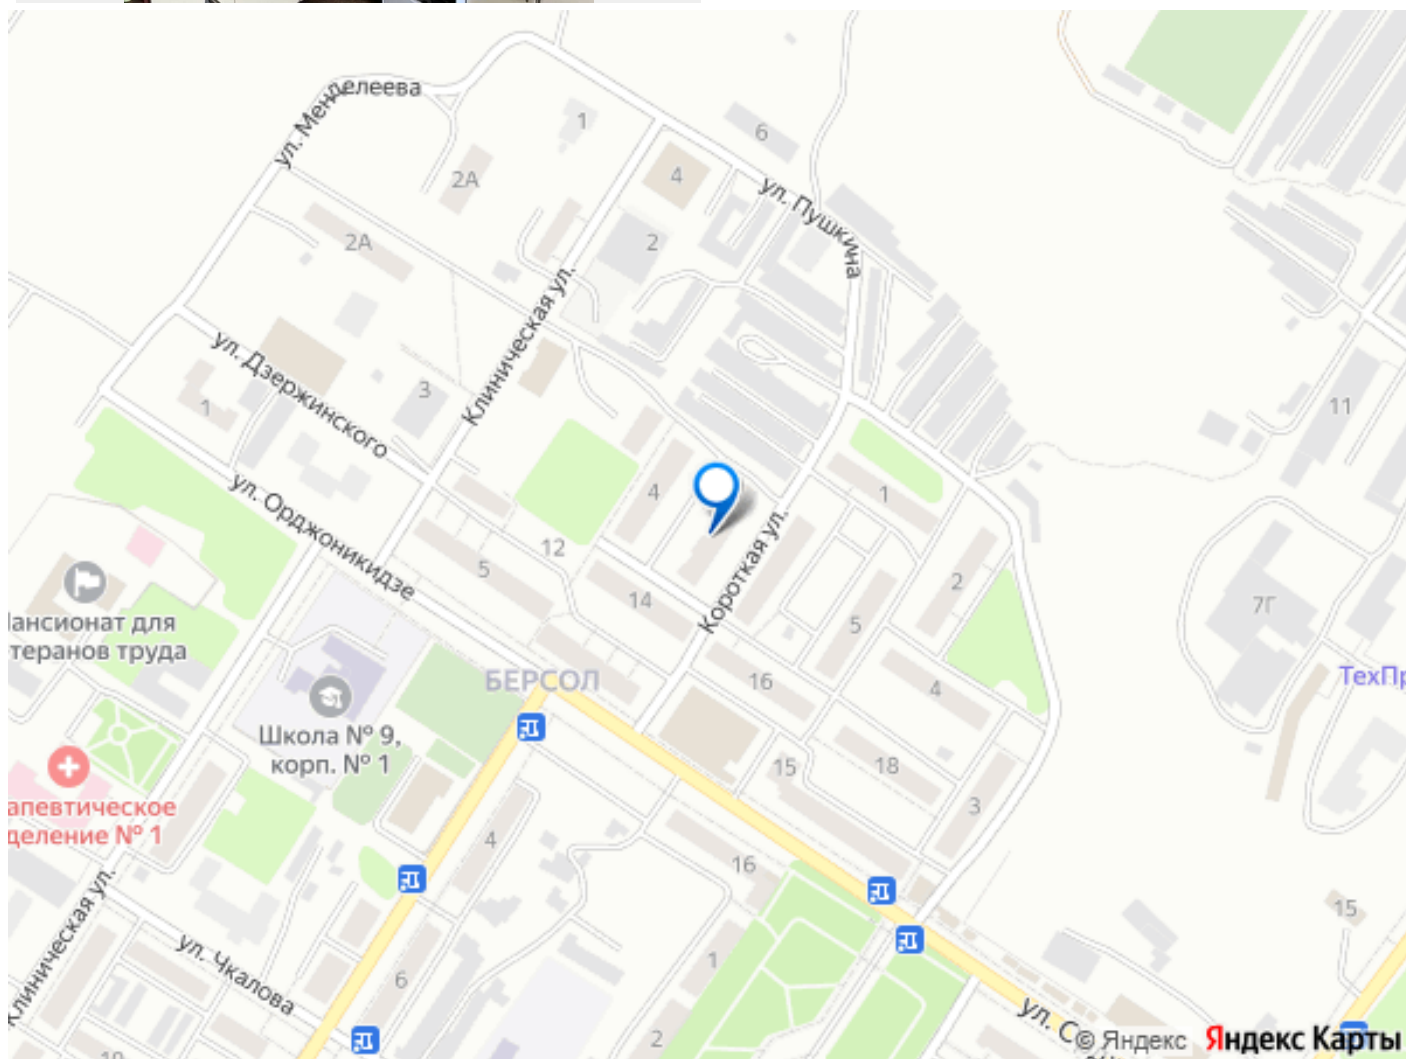 ул. Менделеева
1
6
2А
4
ул. Пушкина
2А
2
Клиническая ул.
ул. Дзержинского
3
1
11
ул. Орджоникидзе
4
1
Короткая ул.
12
5
14
2
5
7Г
Пансионат для
теранов труда
БЕРСОЛ
16
4
ТехПр
Школа № 9,
корп. № 1
15
18
3
апевтическое
деление № 1
4
16
Клиническая ул.
15
ул. Чкалова
1
6
2
ул. С
© Яндекс Яндекс Карты